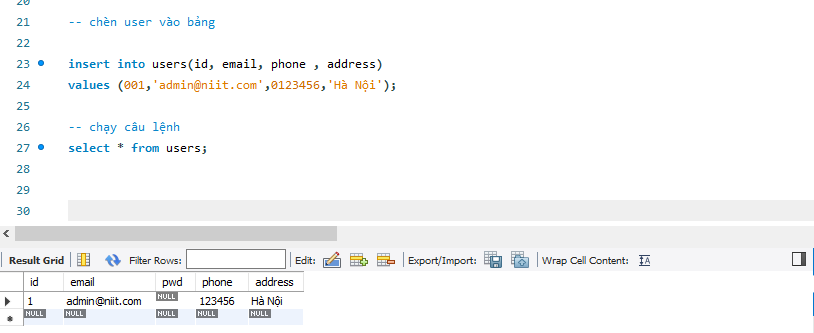 20
21 -- chèn user vào bảng
22
23 insert into users(id, email, phone , address)
24 values (001,'admin@niit.com',0123456,'Hà Nội');
25
26 -- chạy câu lệnh
27 select * from users;
28
29
30
Result Grid Filter Rows: Edit: Export/Import: Wrap Cell Content: IA
id email pwd phone address
1 admin@niit.com NULL 123456 Hà Nội
NULL NULL NULL NULL NULL